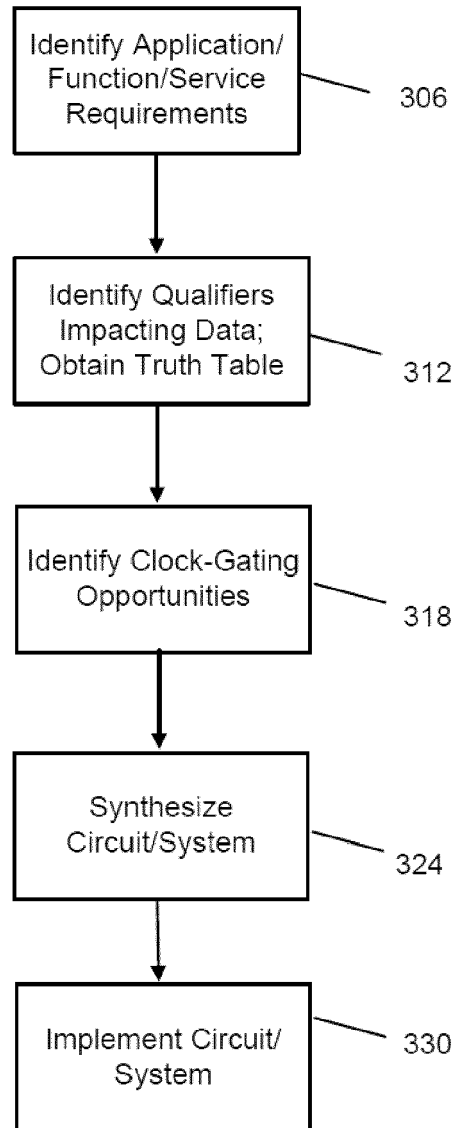 Identify Application/
Function/Service
Requirements
306
Identify Qualifiers
Impacting Data;
Obtain Truth Table
312
Identify Clock-Gating
Opportunities
318
Synthesize
Circuit/System
324
Implement Circuit/
System
330